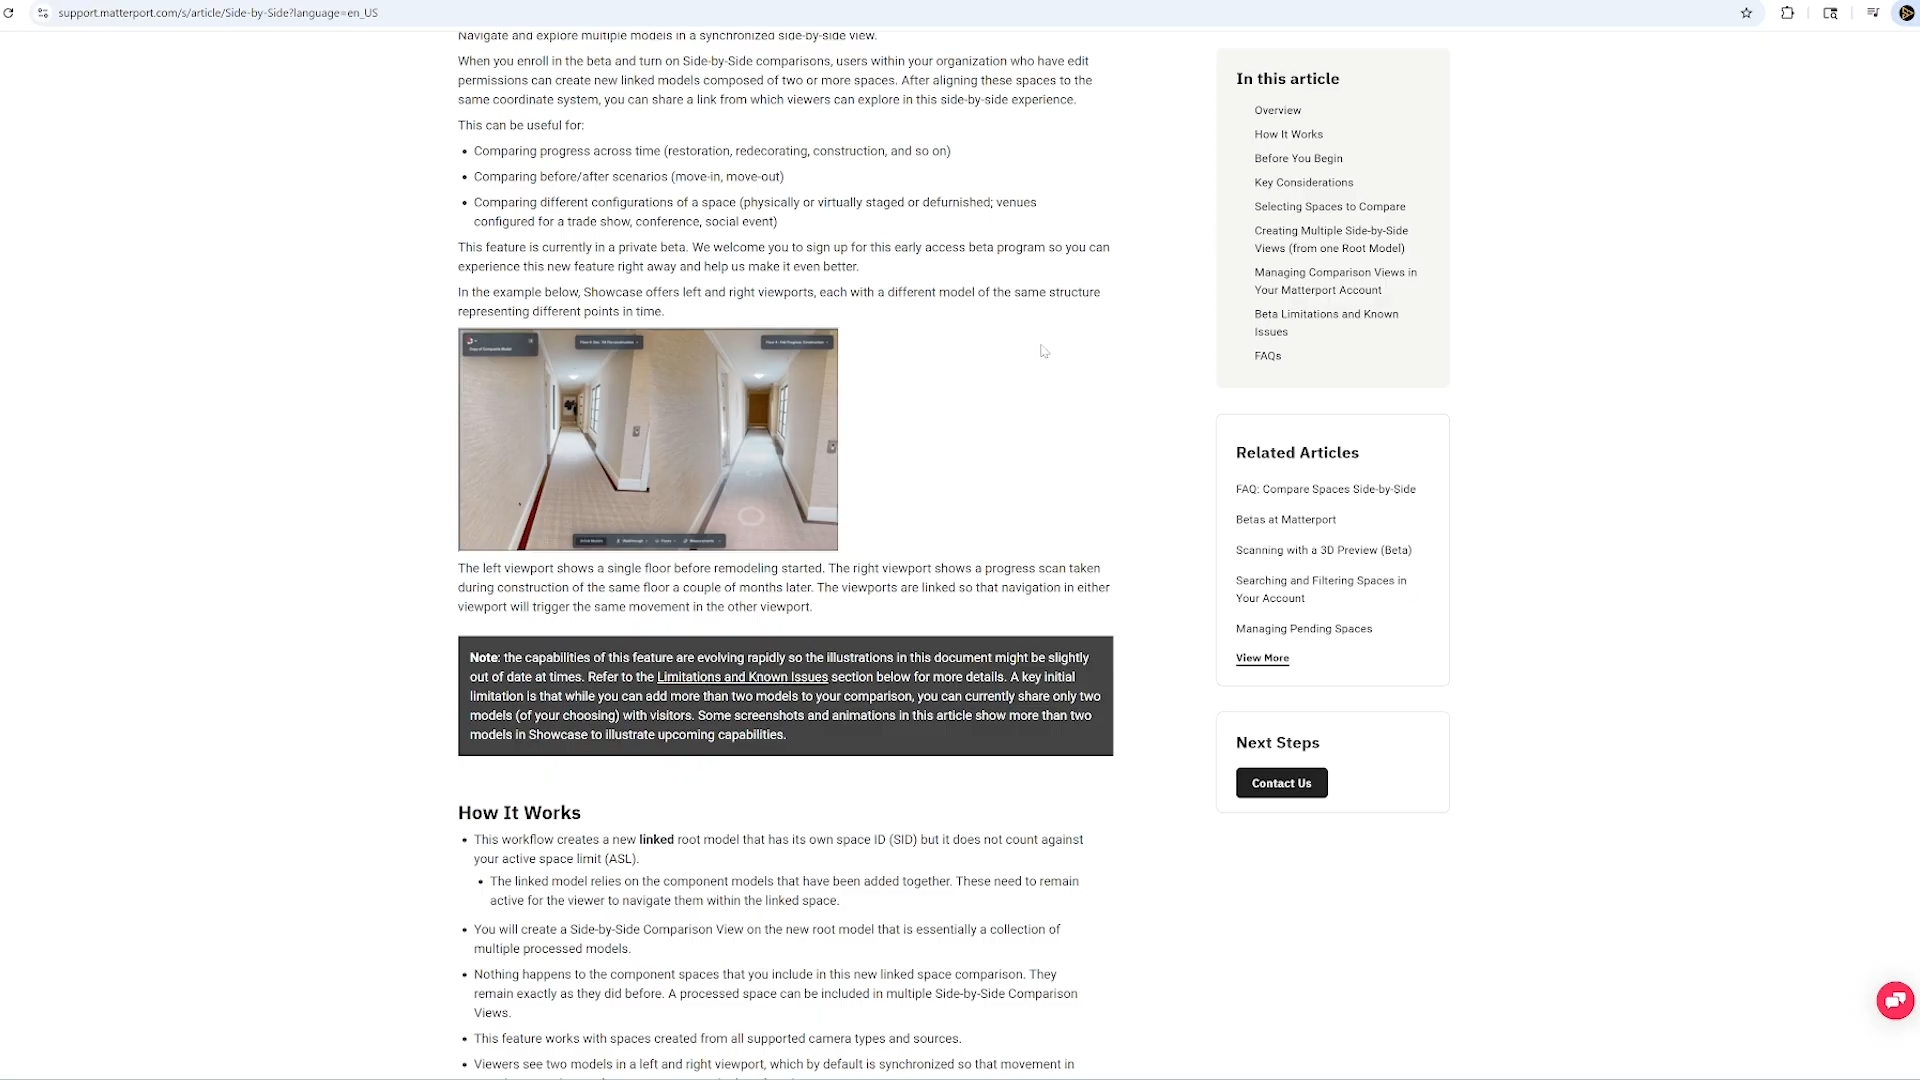 support.matterport.com/s/article/Side-by-Side?language=en_US
Navigate and explore multiple models in a synchronized side-by-side view.
When you enroll in the beta and turn on Side-by-Side comparisons, users within your organization who have edit
permissions can create new linked models composed of two or more spaces. After aligning these spaces to the
same coordinate system, you can share a link from which viewers can explore in this side-by-side experience.
This can be useful for:
• Comparing progress across time (restoration, redecorating, construction, and so on)
• Comparing before/after scenarios (move-in, move-out)
• Comparing different configurations of a space (physically or virtually staged or defurnished; venues
configured for a trade show, conference, social event)
This feature is currently in a private beta. We welcome you to sign up for this early access beta program so you can
experience this new feature right away and help us make it even better.
In the example below, Showcase offers left and right viewports, each with a different model of the same structure
representing different points in time.
The left viewport shows a single floor before remodeling started. The right viewport shows a progress scan taken
during construction of the same floor a couple of months later. The viewports are linked so that navigation in either
viewport will trigger the same movement in the other viewport.
Note: the capabilities of this feature are evolving rapidly so the illustrations in this document might be slightly
out of date at times. Refer to the Limitations and Known Issues section below for more details. A key initial
limitation is that while you can add more than two models to your comparison, you can currently share only two
models (of your choosing) with visitors. Some screenshots and animations in this article show more than two
models in Showcase to illustrate upcoming capabilities.
How It Works
• This workflow creates a new linked root model that has its own space ID (SID) but it does not count against
your active space limit (ASL).
• The linked model relies on the component models that have been added together. These need to remain
active for the viewer to navigate them within the linked space.
• You will create a Side-by-Side Comparison View on the new root model that is essentially a collection of
multiple processed models.
• Nothing happens to the component spaces that you include in this new linked space comparison. They
remain exactly as they did before. A processed space can be included in multiple Side-by-Side Comparison
Views.
• This feature works with spaces created from all supported camera types and sources.
• Viewers see two models in a left and right viewport, which by default is synchronized so that movement in
In this article
Overview
How It Works
Before You Begin
Key Considerations
Selecting Spaces to Compare
Creating Multiple Side-by-Side
Views (from one Root Model)
Managing Comparison Views in
Your Matterport Account
Beta Limitations and Known
Issues
FAQs
Related Articles
FAQ: Compare Spaces Side-by-Side
Betas at Matterport
Scanning with a 3D Preview (Beta)
Searching and Filtering Spaces in
Your Account
Managing Pending Spaces
View More
Next Steps
Contact Us